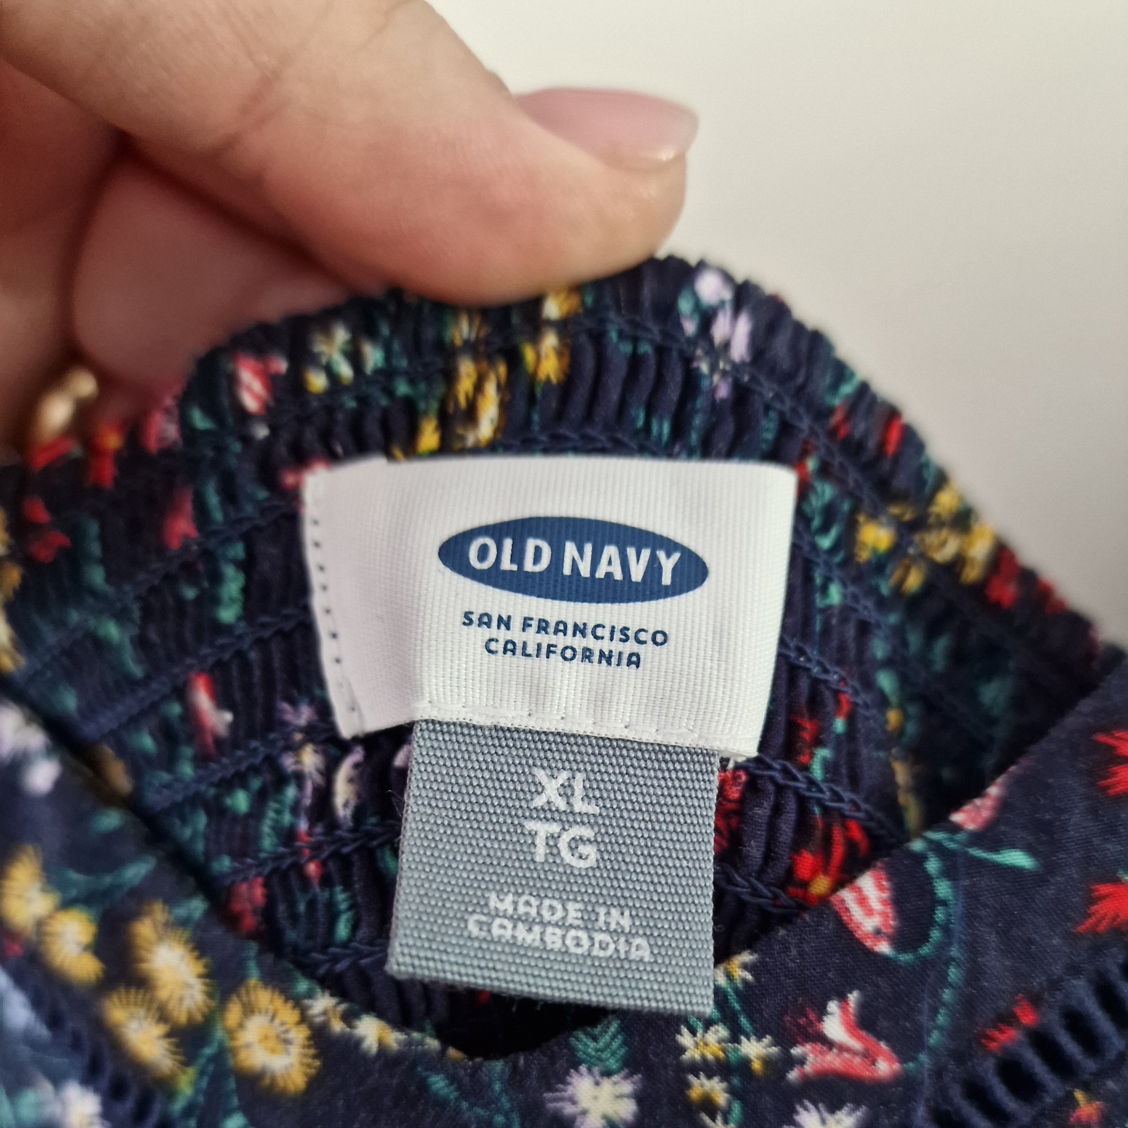 OLD NAVY
SAN FRANCISCO
CALIFORNIA
XL
TG
MADE IN
CAMBODIA